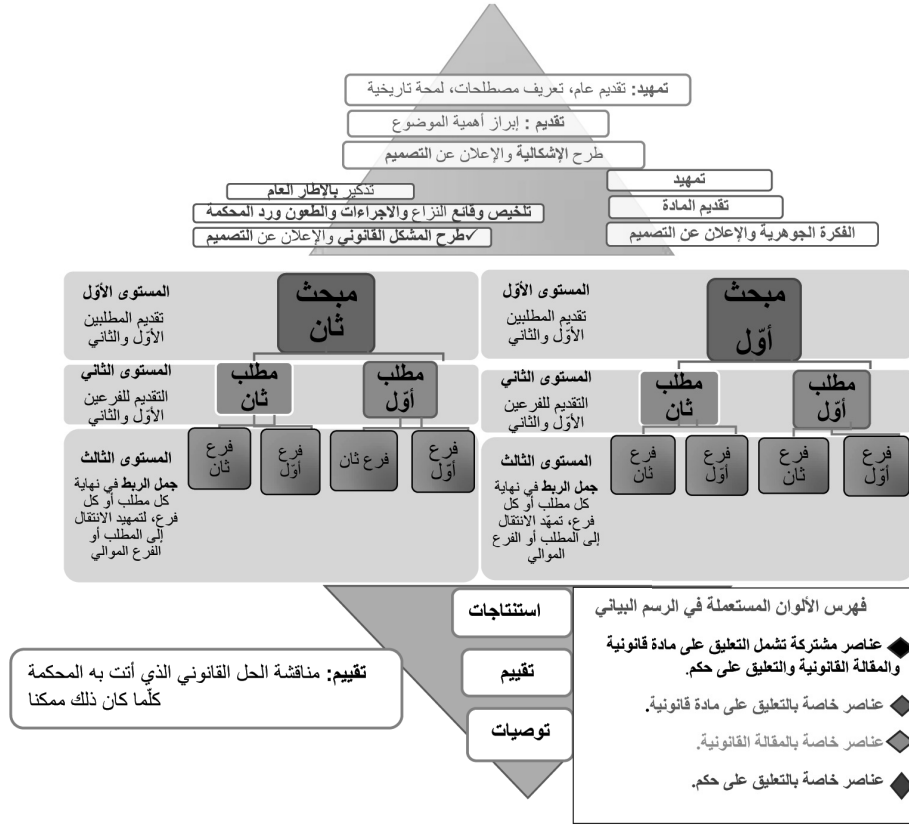 تمهيد: تقديم عام، تعريف مصطلحات، لمحة تاريخية
تقديم : إبراز أهمية الموضوع
طرح الإشكالية والإعلان عن التصميم
تمهيد
تقديم المادة
الفكرة الجوهرية والإعلان عن التصميم
تذكير بالإطار العام
تلخيص وقائع النزاع والاجراءات والطعون ورد المحكمة
✓طرح المشكل القانوني والإعلان عن التصميم
مبحث
أوّل
المستوى الأوّل
تقديم المطلبين
الأوّل والثاني
مطلب
أوّل
مطلب
ثان
المستوى الثاني
التقديم للفرعين
الأوّل والثاني
فرع
أوّل
فرع
ثان
فرع
أوّل
فرع
ثان
المستوى الثالث
جمل الربط في نهاية
كل مطلب أو كل
فرع، تمهّد الانتقال
إلى المطلب أو الفرع
الموالي
مبحث
ثان
المستوى الأوّل
تقديم المطلبين
الأوّل والثاني
مطلب
أوّل
مطلب
ثان
المستوى الثاني
التقديم للفرعين
الأوّل والثاني
فرع
أوّل
فرع ثان
فرع
أوّل
فرع
ثان
المستوى الثالث
جمل الربط في نهاية
كل مطلب أو كل
فرع، لتمهيد الانتقال
إلى المطلب أو
الفرع الموالي
استنتاجات
تقييم
توصيات
تقييم: مناقشة الحل القانوني الذي أتت به المحكمة
كلّما كان ذلك ممكنا
فهرس الألوان المستعملة في الرسم البياني
عناصر مشتركة تشمل التعليق على مادة قانونية
والمقالة القانونية والتعليق على حكم.
عناصر خاصة بالتعليق على مادة قانونية.
عناصر خاصة بالمقالة القانونية.
عناصر خاصة بالتعليق على حكم.